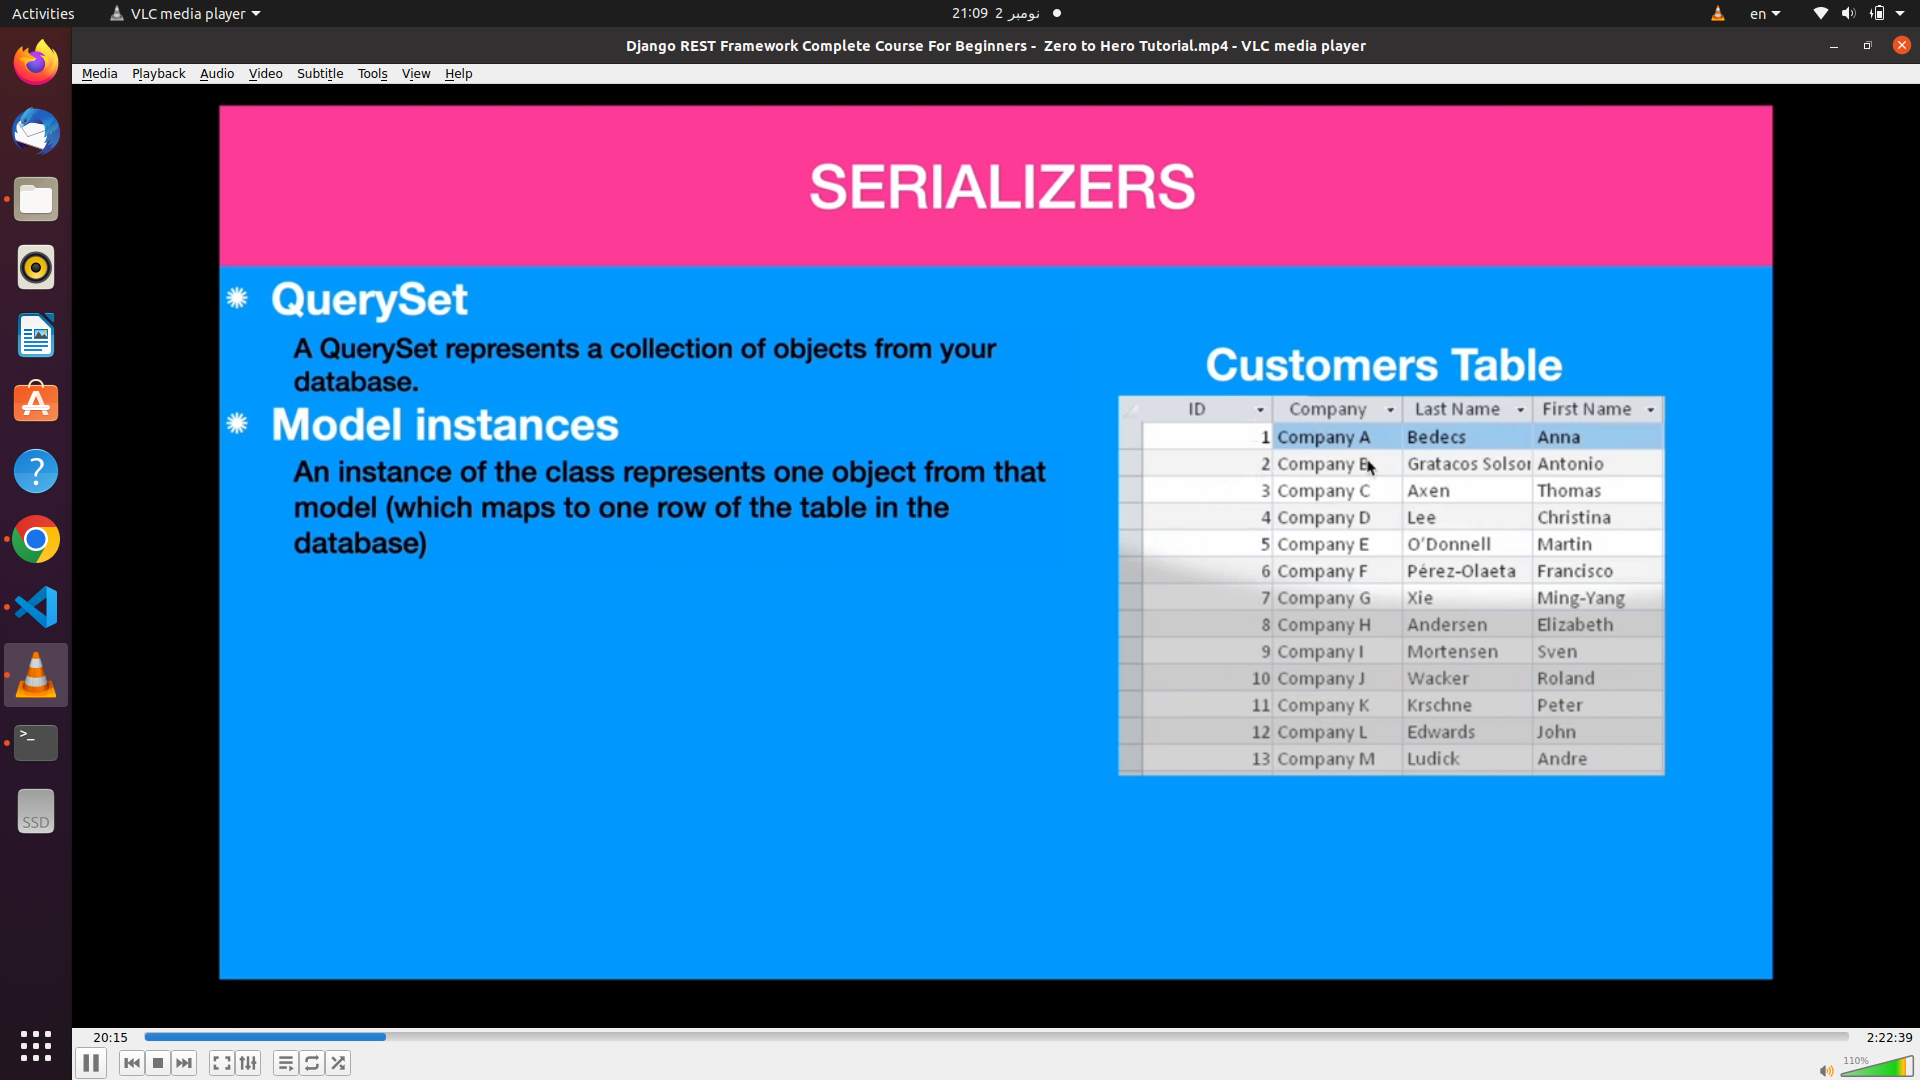 Activities
VLC media player
21:09 2 نومبر
en
Django REST Framework Complete Course For Beginners - Zero to Hero Tutorial.mp4 - VLC media player
Media Playback Audio Video Subtitle Tools View Help
SERIALIZERS
QuerySet
A QuerySet represents a collection of objects from your
database.
Model instances
An instance of the class represents one object from that
model (which maps to one row of the table in the
database)
Customers Table
ID Company Last Name First Name
1 Company A Bedecs Anna
2 Company B Gratacos Solsor Antonio
3 Company C Axen Thomas
4 Company D Lee Christina
5 Company E O'Donnell Martin
6 Company F Pérez-Olaeta Francisco
7 Company G Xie Ming-Yang
8 Company H Andersen Elizabeth
9 Company I Mortensen Sven
10 Company J Wacker Roland
11 Company K Krschne Peter
12 Company L Edwards John
13 Company M Ludick Andre
SSD
20:15
2:22:39
110%